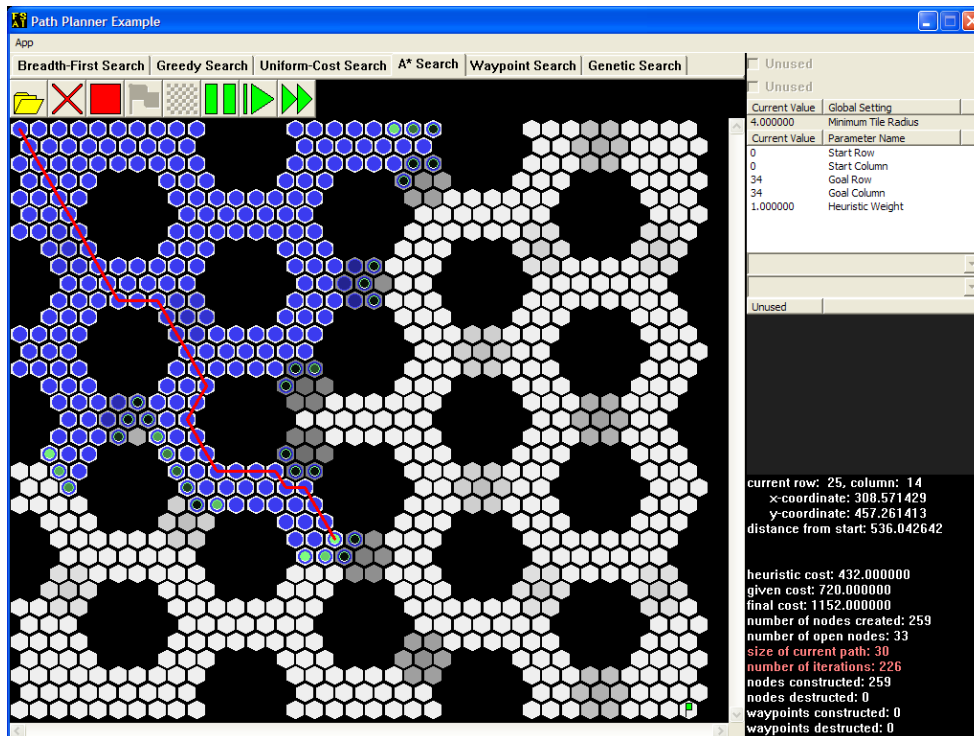 FSAI Path Planner Example
App
Breadth-First Search Greedy Search Uniform-Cost Search A* Search Waypoint Search Genetic Search
Unused
Unused
Current Value Global Setting
4.000000 Minimum Tile Radius
Current Value Parameter Name
0 Start Row
0 Start Column
34 Goal Row
34 Goal Column
1.000000 Heuristic Weight
Unused
current row: 25, column: 14
x-coordinate: 308.571429
y-coordinate: 457.261413
distance from start: 536.042642
heuristic cost: 432.000000
given cost: 720.000000
final cost: 1152.000000
number of nodes created: 259
number of open nodes: 33
size of current path: 30
number of iterations: 226
nodes constructed: 259
nodes destructed: 0
waypoints constructed: 0
waypoints destructed: 0